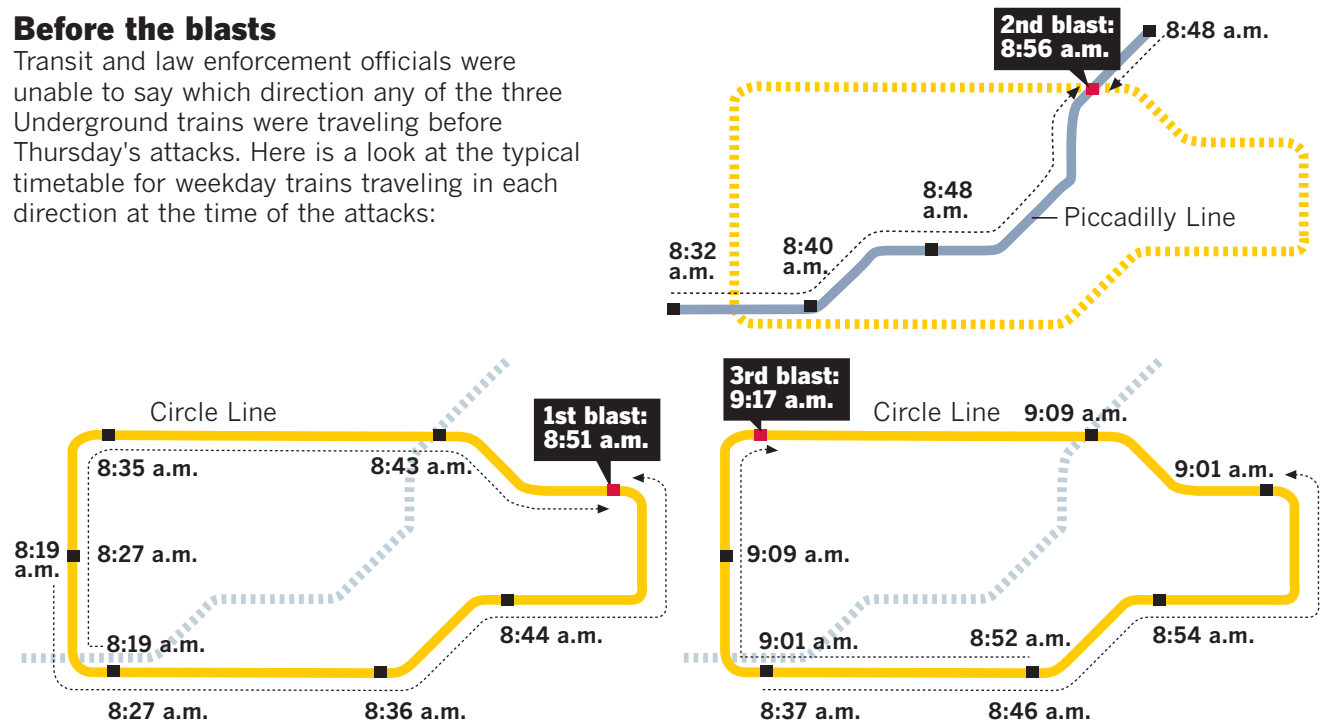 Before the blasts
Transit and law enforcement officials were
unable to say which direction any of the three
Underground trains were traveling before
Thursday's attacks. Here is a look at the typical
timetable for weekday trains traveling in each
direction at the time of the attacks:
2nd blast:
8:56 a.m.
8:48 a.m.
8:48
a.m.
Piccadilly Line
8:32
a.m.
8:40
a.m.
Circle Line
1st blast:
8:51 a.m.
8:35 a.m.
8:43 a.m.
8:19
a.m.
8:27 a.m.
8:19 a.m.
8:44 a.m.
8:27 a.m.
8:36 a.m.
3rd blast:
9:17 a.m.
Circle Line
9:09 a.m.
9:01 a.m.
9:09 a.m.
9:01 a.m.
8:52 a.m.
8:54 a.m.
8:37 a.m.
8:46 a.m.